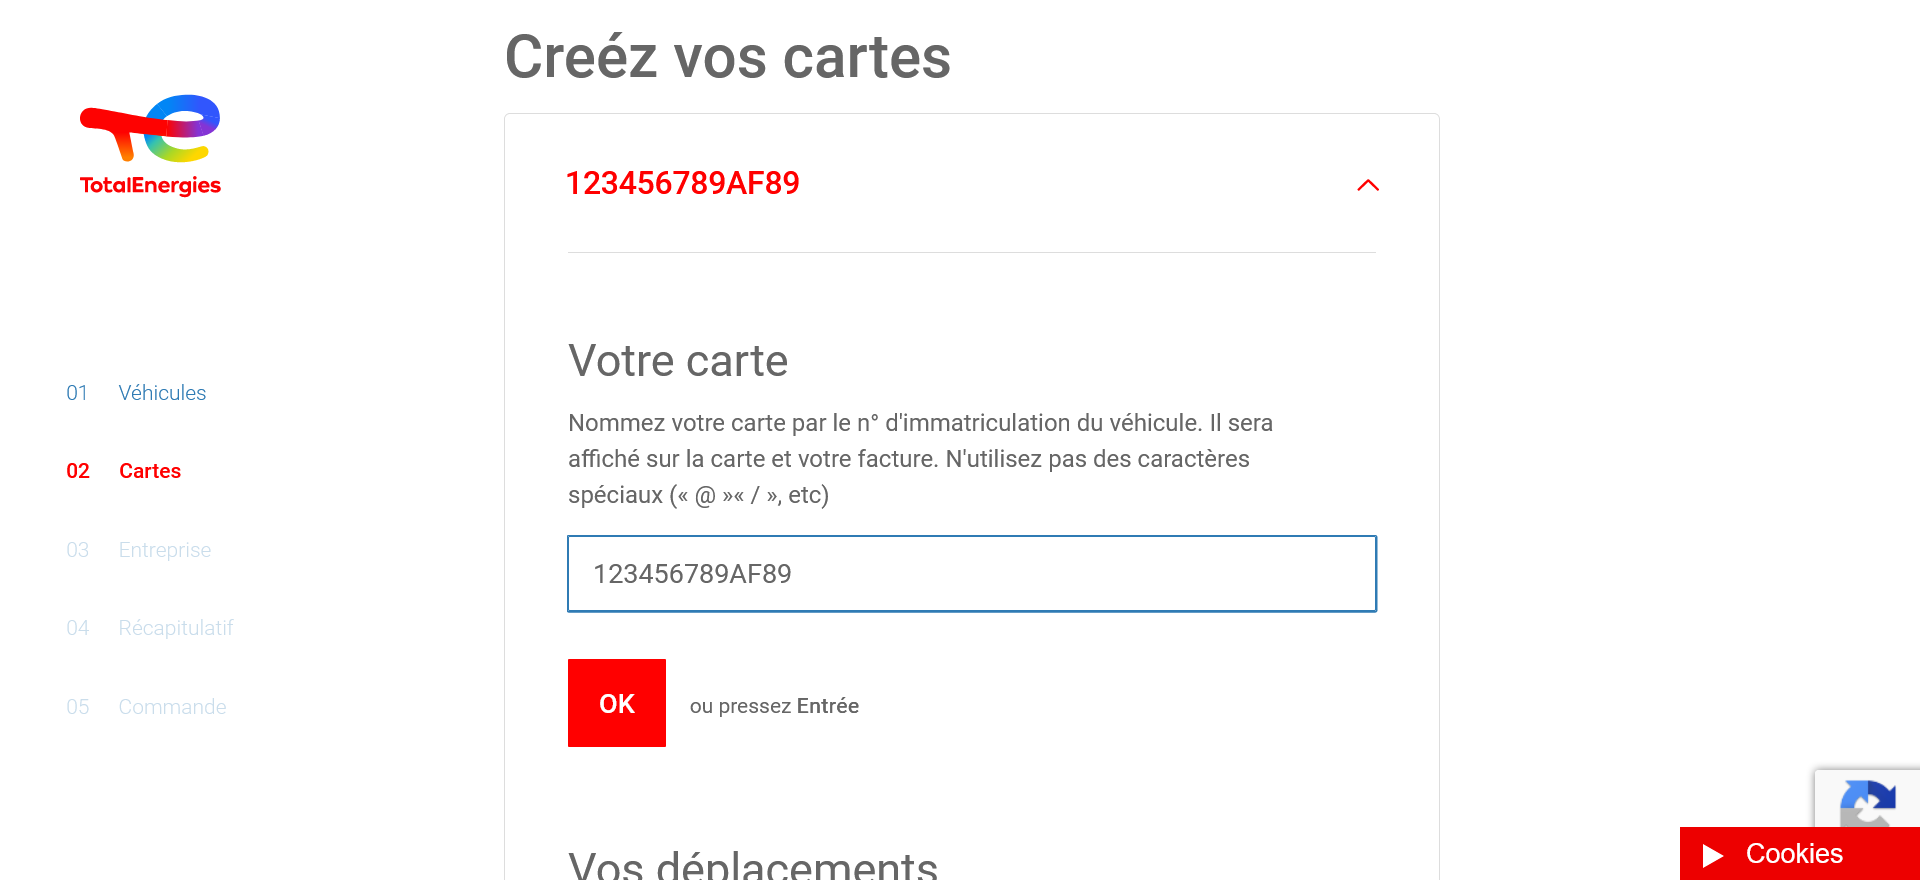 Creéz vos cartes
TotalEnergies
123456789AF89
01 Véhicules
02 Cartes
03 Entreprise
04 Récapitulatif
05 Commande
Votre carte
Nommez votre carte par le n° d'immatriculation du véhicule. Il sera
affiché sur la carte et votre facture. N'utilisez pas des caractères
spéciaux (« @ »« / », etc)
123456789AF89
OK ou pressez Entrée
Vos déplacements
Cookies